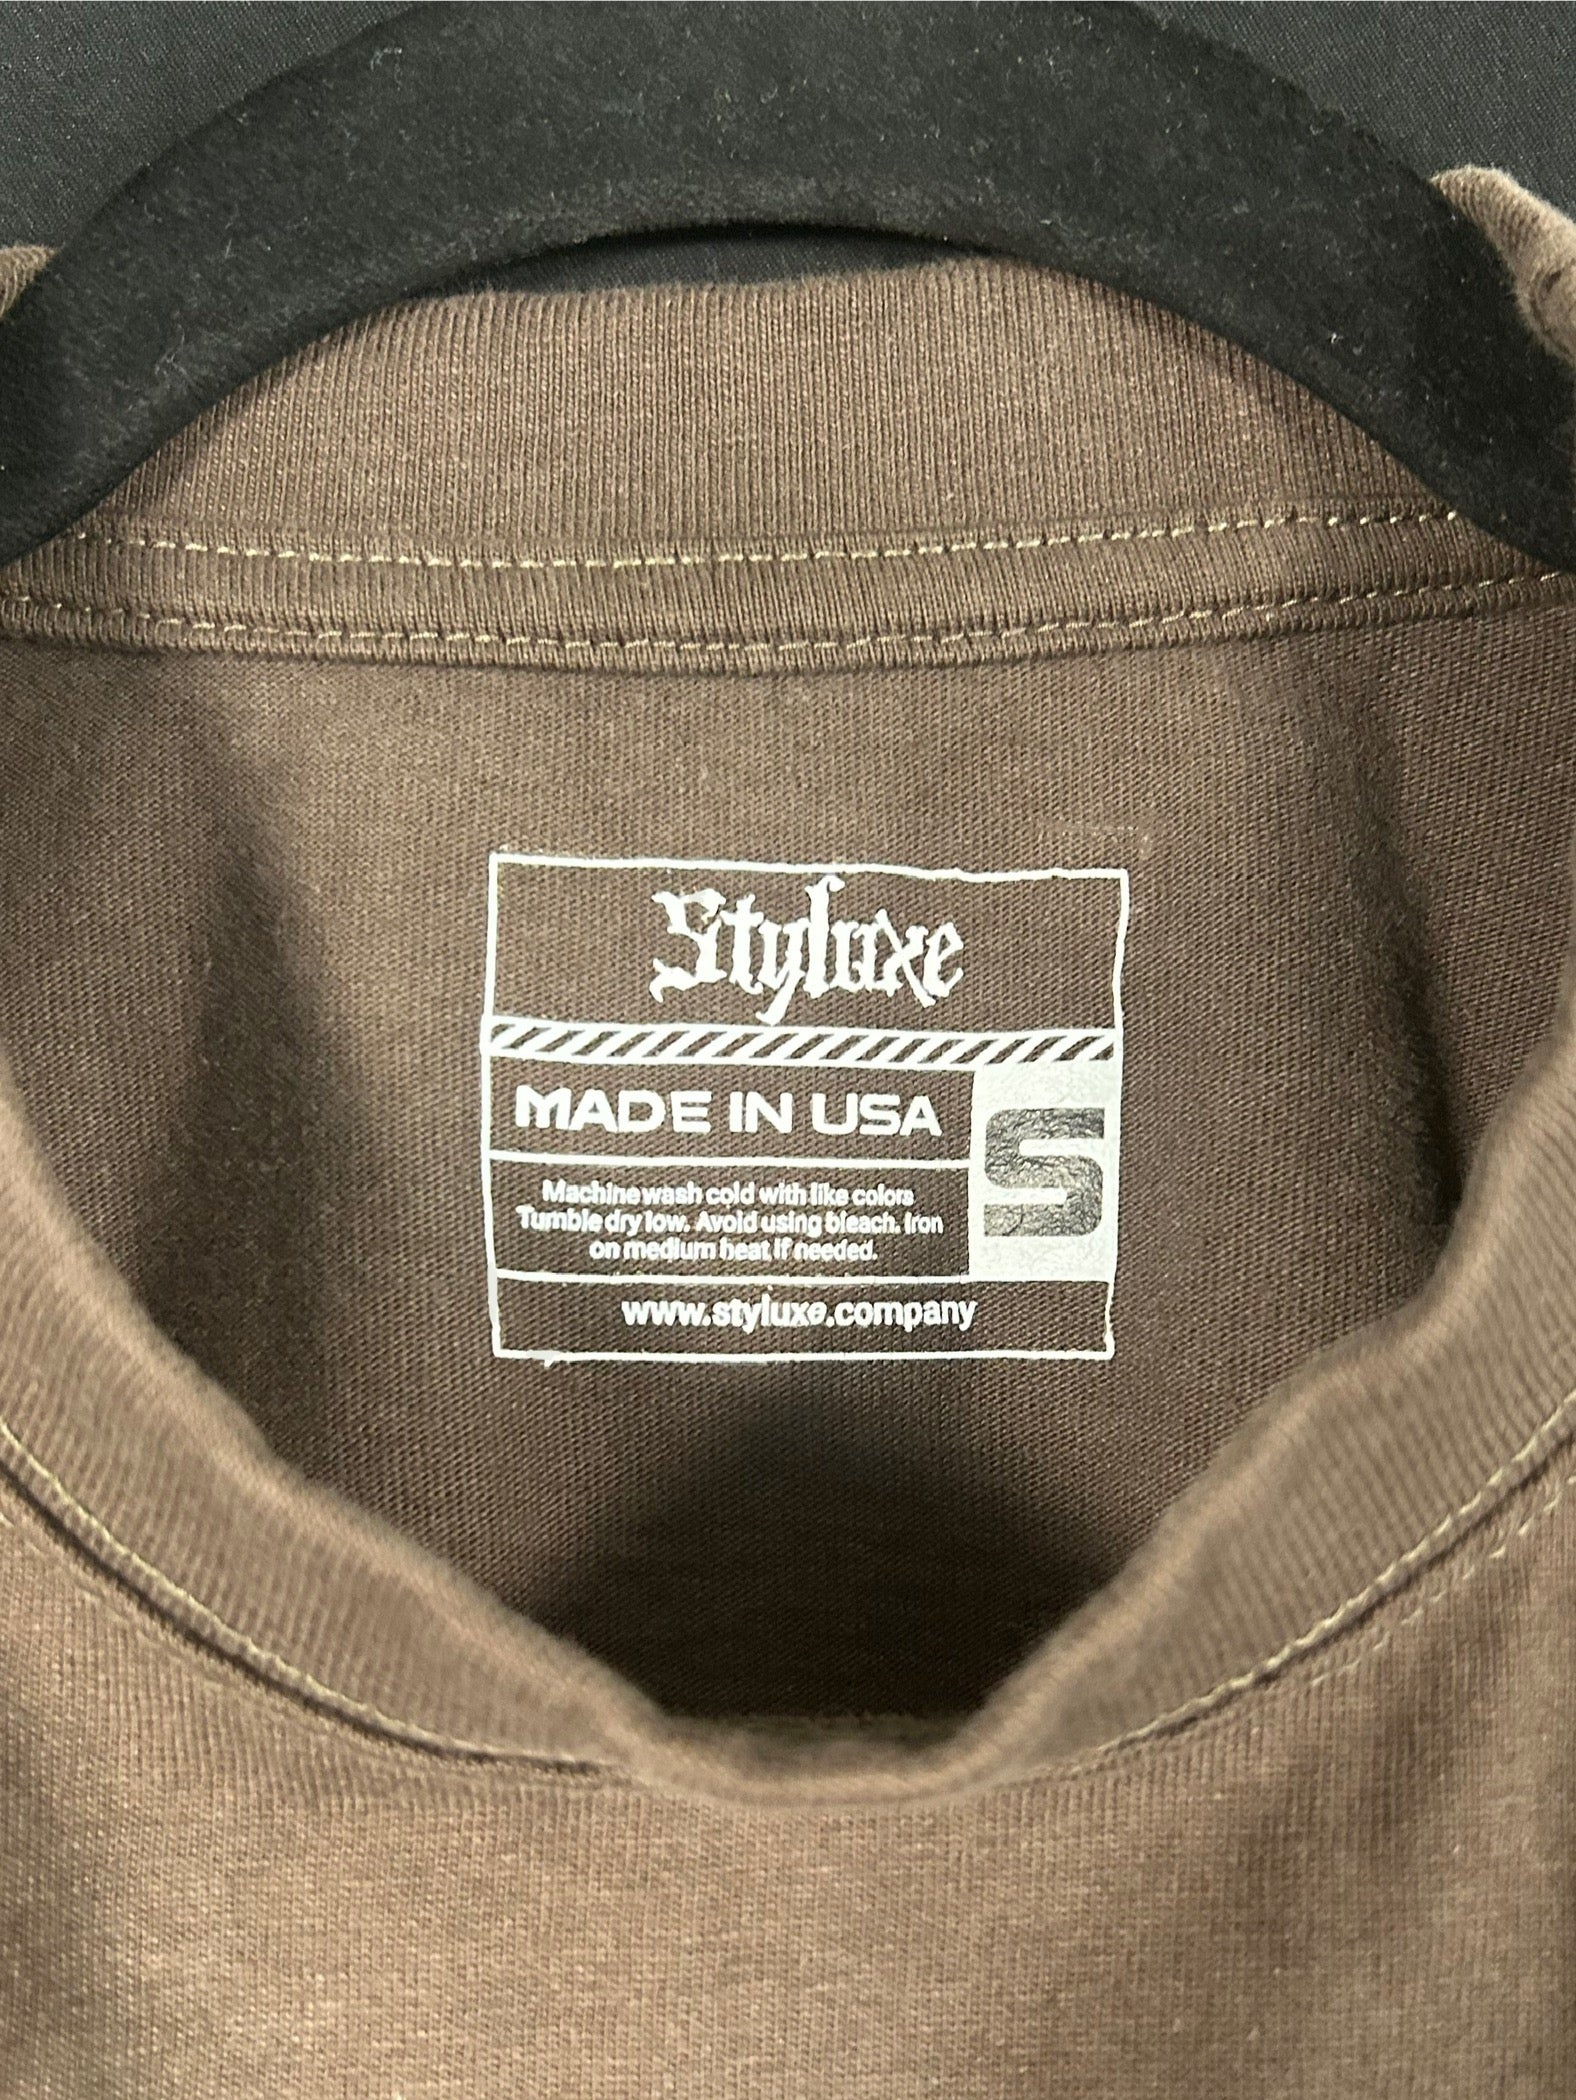 Styluxe
MADE IN USA
S
Machine wash cold with like colors
Tumble dry low. Avoid using bleach. Iron
on medium heat if needed.
www.styluxe.company